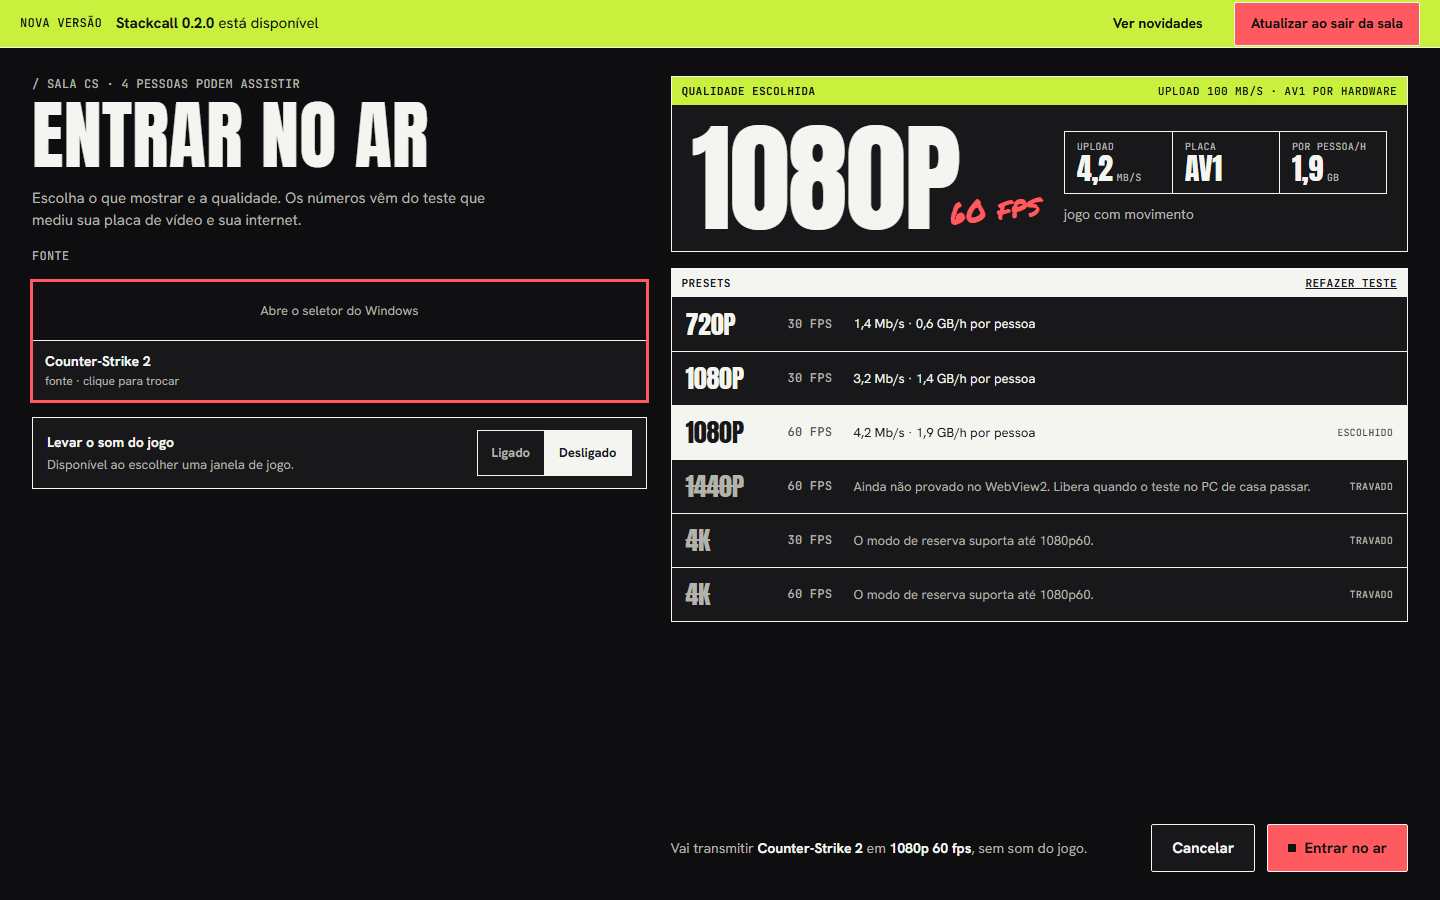 NOVA VERSÃO Stackcall 0.2.0 está disponível Ver novidades Atualizar ao sair da sala
/ SALA CS · 4 PESSOAS PODEM ASSISTIR
ENTRAR NO AR
Escolha o que mostrar e a qualidade. Os números vêm do teste que
mediu sua placa de vídeo e sua internet.
FONTE
Abre o seletor do Windows
Counter-Strike 2
fonte · clique para trocar
Levar o som do jogo
Disponível ao escolher uma janela de jogo.
Ligado Desligado
QUALIDADE ESCOLHIDA UPLOAD 100 MB/S · AV1 POR HARDWARE
1080P
60 FPS
UPLOAD
4,2 MB/S
PLACA
AV1
POR PESSOA/H
1,9 GB
jogo com movimento
PRESETS REFAZER TESTE
720P 30 FPS 1,4 Mb/s · 0,6 GB/h por pessoa
1080P 30 FPS 3,2 Mb/s · 1,4 GB/h por pessoa
1080P 60 FPS 4,2 Mb/s · 1,9 GB/h por pessoa ESCOLHIDO
1440P 60 FPS Ainda não provado no WebView2. Libera quando o teste no PC de casa passar. TRAVADO
4K 30 FPS O modo de reserva suporta até 1080p60. TRAVADO
4K 60 FPS O modo de reserva suporta até 1080p60. TRAVADO
Vai transmitir Counter-Strike 2 em 1080p 60 fps, sem som do jogo.
Cancelar Entrar no ar